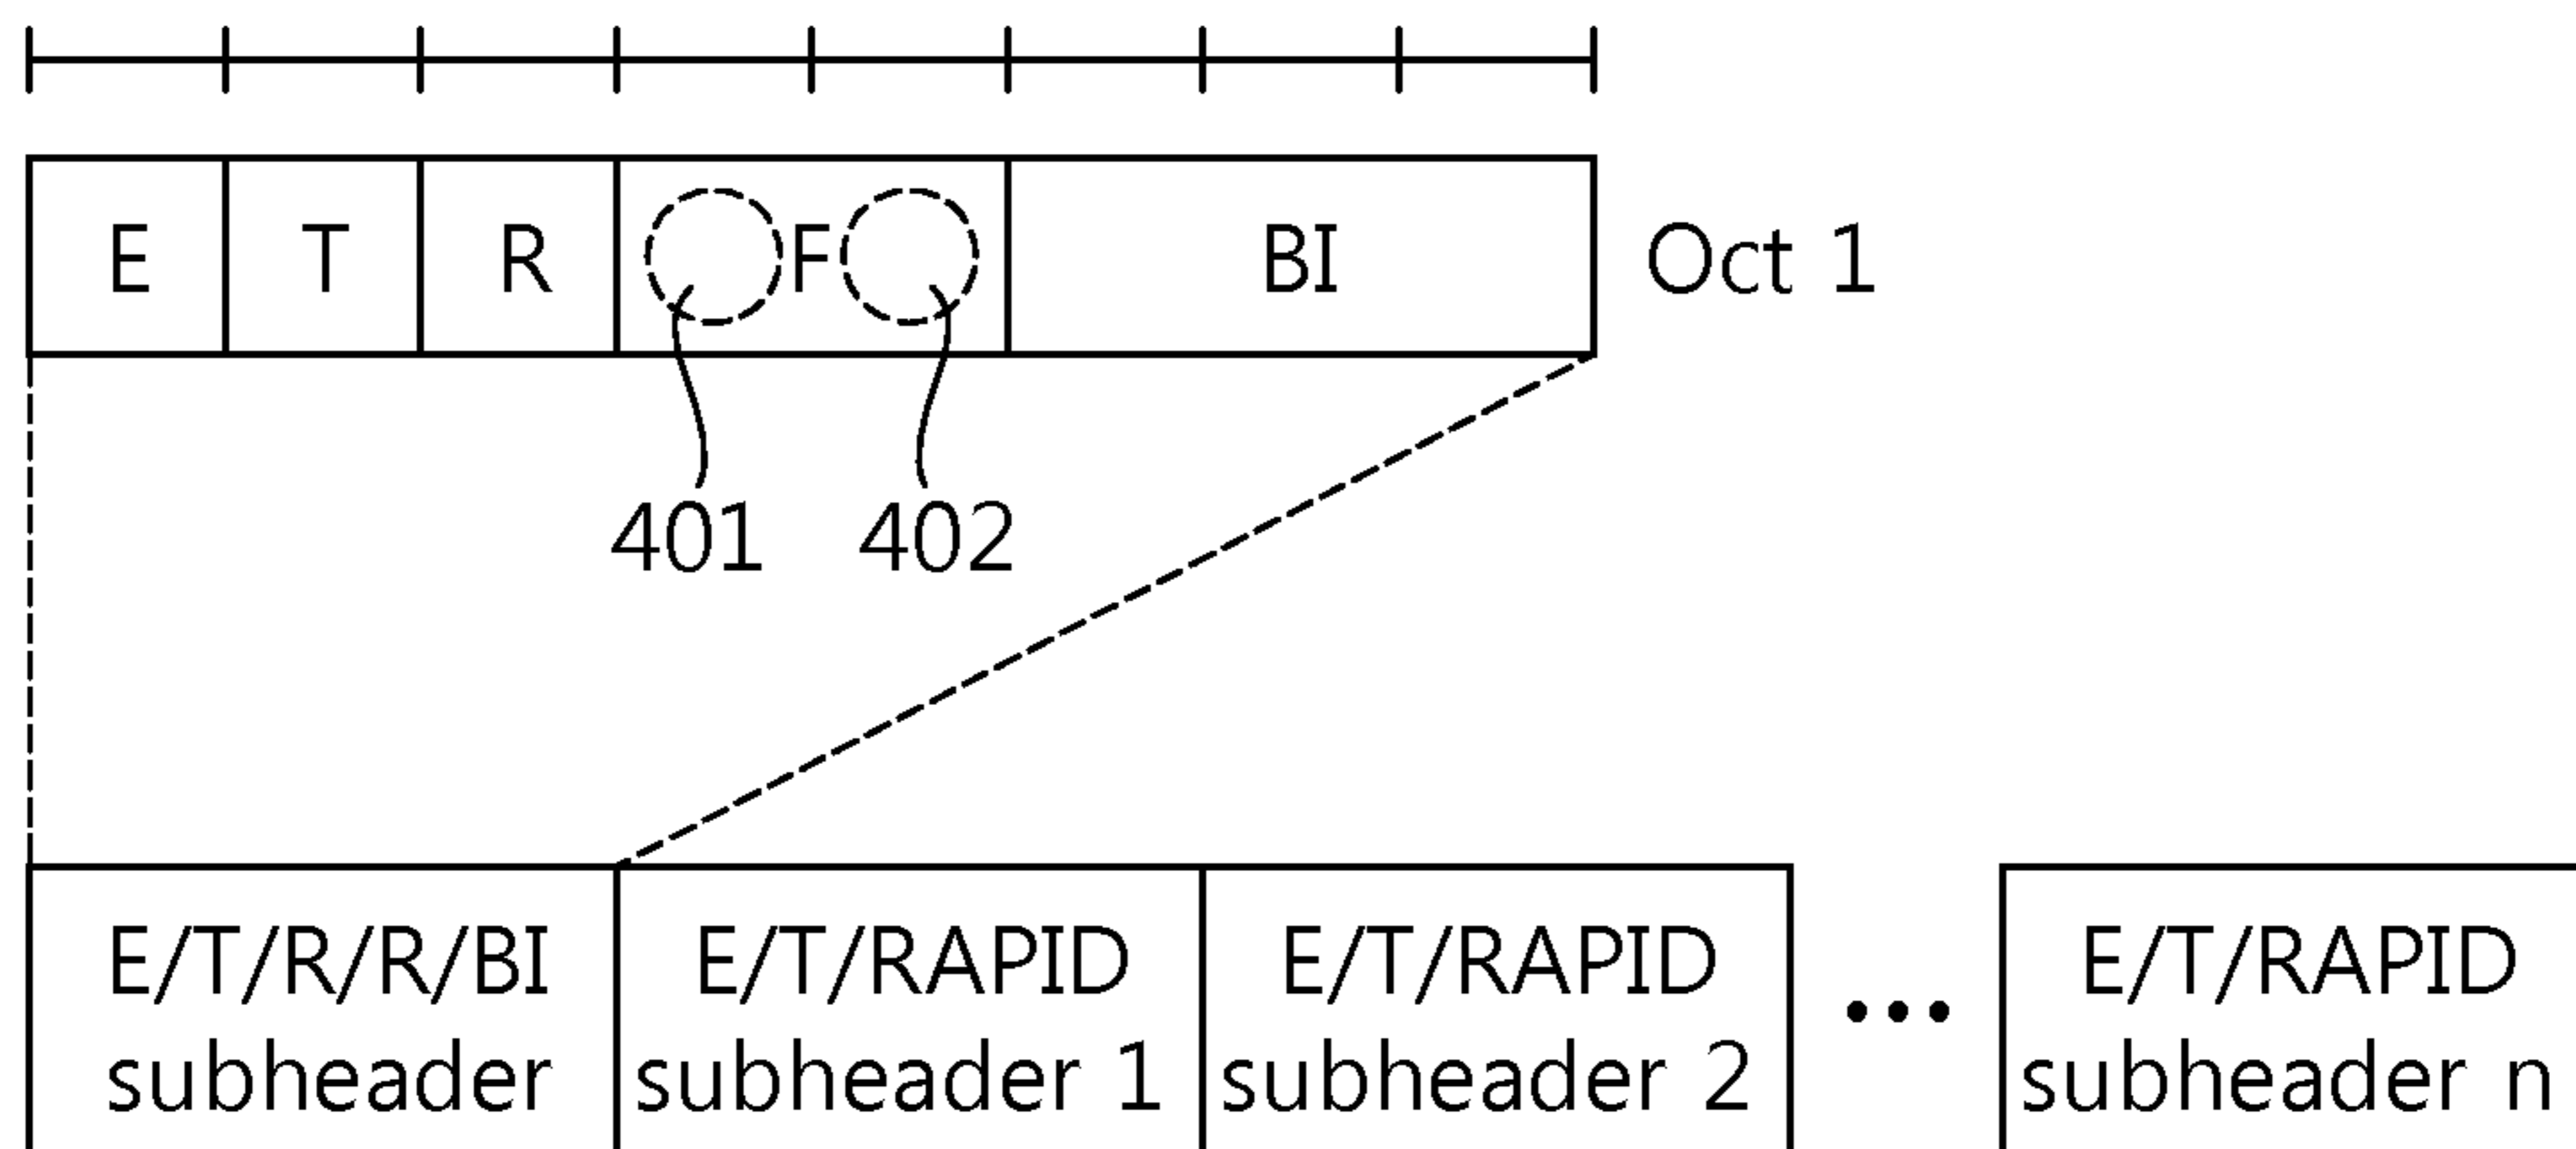 E T R F BI Oct 1
401 402
E/T/R/R/BI subheader
E/T/RAPID subheader 1
E/T/RAPID subheader 2
•••
E/T/RAPID subheader n